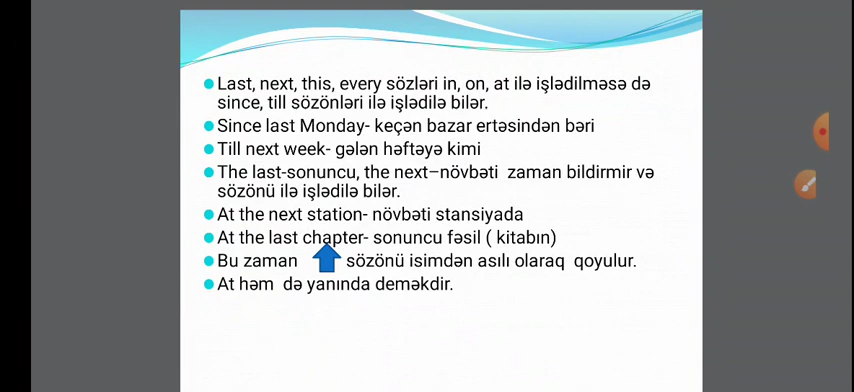 Last, next, this, every sözləri in, on, at ilə işlədilməsə də
since, till sözönləri ilə işlədilə bilər.
Since last Monday- keçən bazar ertəsindən bəri
Till next week- gələn həftəyə kimi
The last-sonuncu, the next–növbəti zaman bildirmir və
sözönü ilə işlədilə bilər.
At the next station- növbəti stansiyada
At the last chapter- sonuncu fəsil ( kitabın)
Bu zaman sözönü isimdən asılı olaraq qoyulur.
At həm də yanında deməkdir.